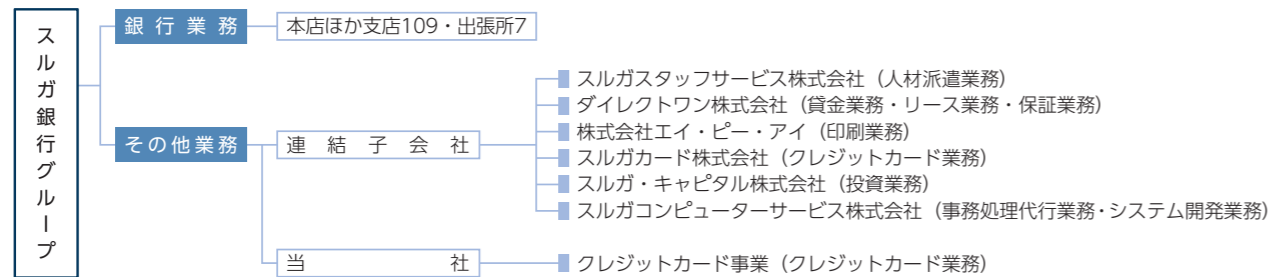 スルガ銀行グループ
銀行業務
本店ほか支店109・出張所7
その他業務
連結子会社
スルガスタッフサービス株式会社（人材派遣業務）
ダイレクトワン株式会社（貸金業務・リース業務・保証業務）
株式会社エイ・ピー・アイ（印刷業務）
スルガカード株式会社（クレジットカード業務）
スルガ・キャピタル株式会社（投資業務）
スルガコンピューターサービス株式会社（事務処理代行業務・システム開発業務）
当社
クレジットカード事業（クレジットカード業務）